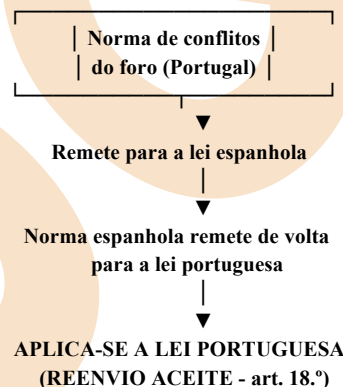 Norma de conflitos
do foro (Portugal)
Remete para a lei espanhola
Norma espanhola remete de volta
para a lei portuguesa
APLICA-SE A LEI PORTUGUESA
(REENVIO ACEITE - art. 18.º)